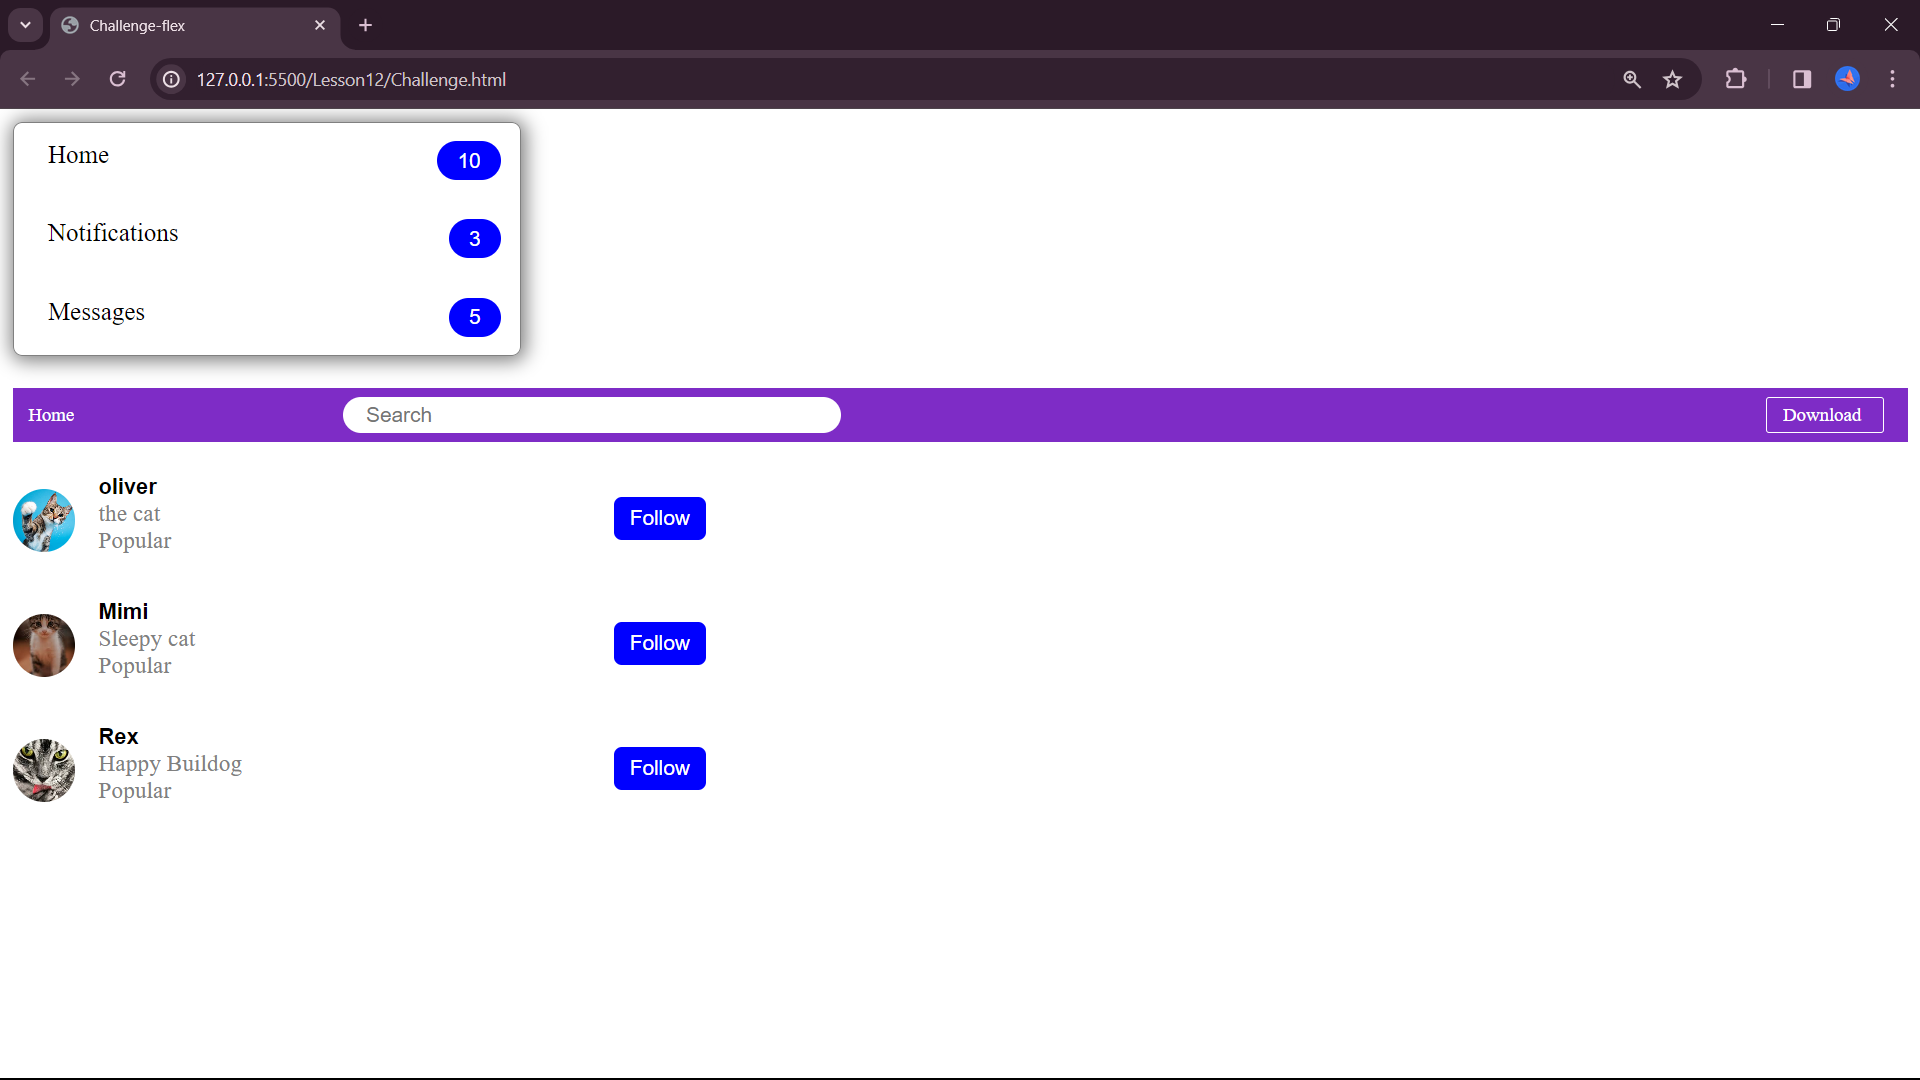 Challenge-flex
127.0.0.1:5500/Lesson12/Challenge.html
Home 10
Notifications 3
Messages 5
Home Search Download
oliver
the cat
Popular
Follow
Mimi
Sleepy cat
Popular
Follow
Rex
Happy Buildog
Popular
Follow